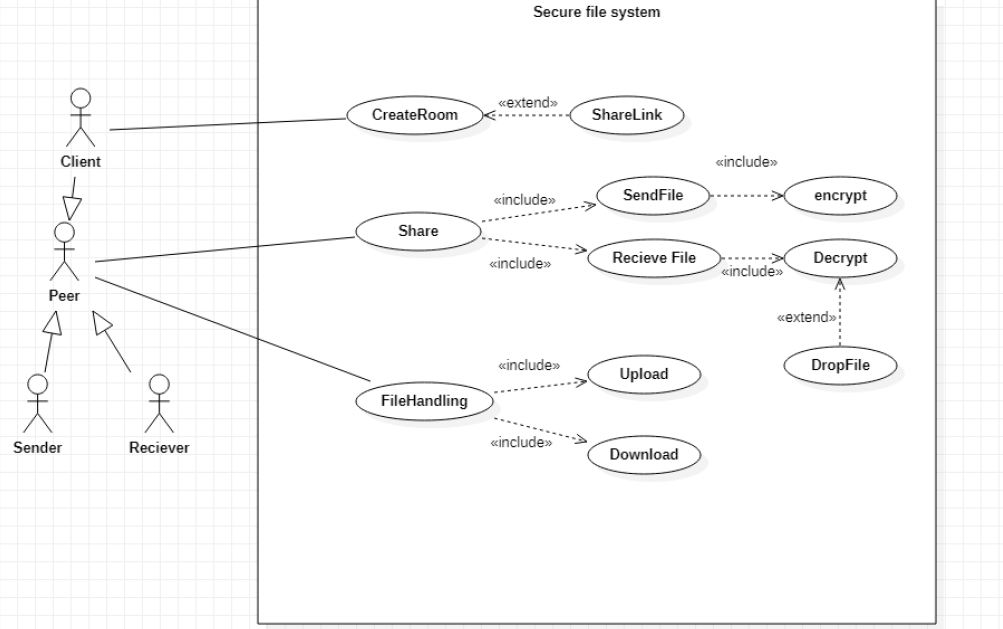 Secure file system
CreateRoom
«extend»
ShareLink
Client
«include»
SendFile
encrypt
«include»
Share
Recieve File
Decrypt
«include»
«include»
Peer
«extend»
DropFile
«include»
Upload
FileHandling
«include»
Download
Sender
Reciever